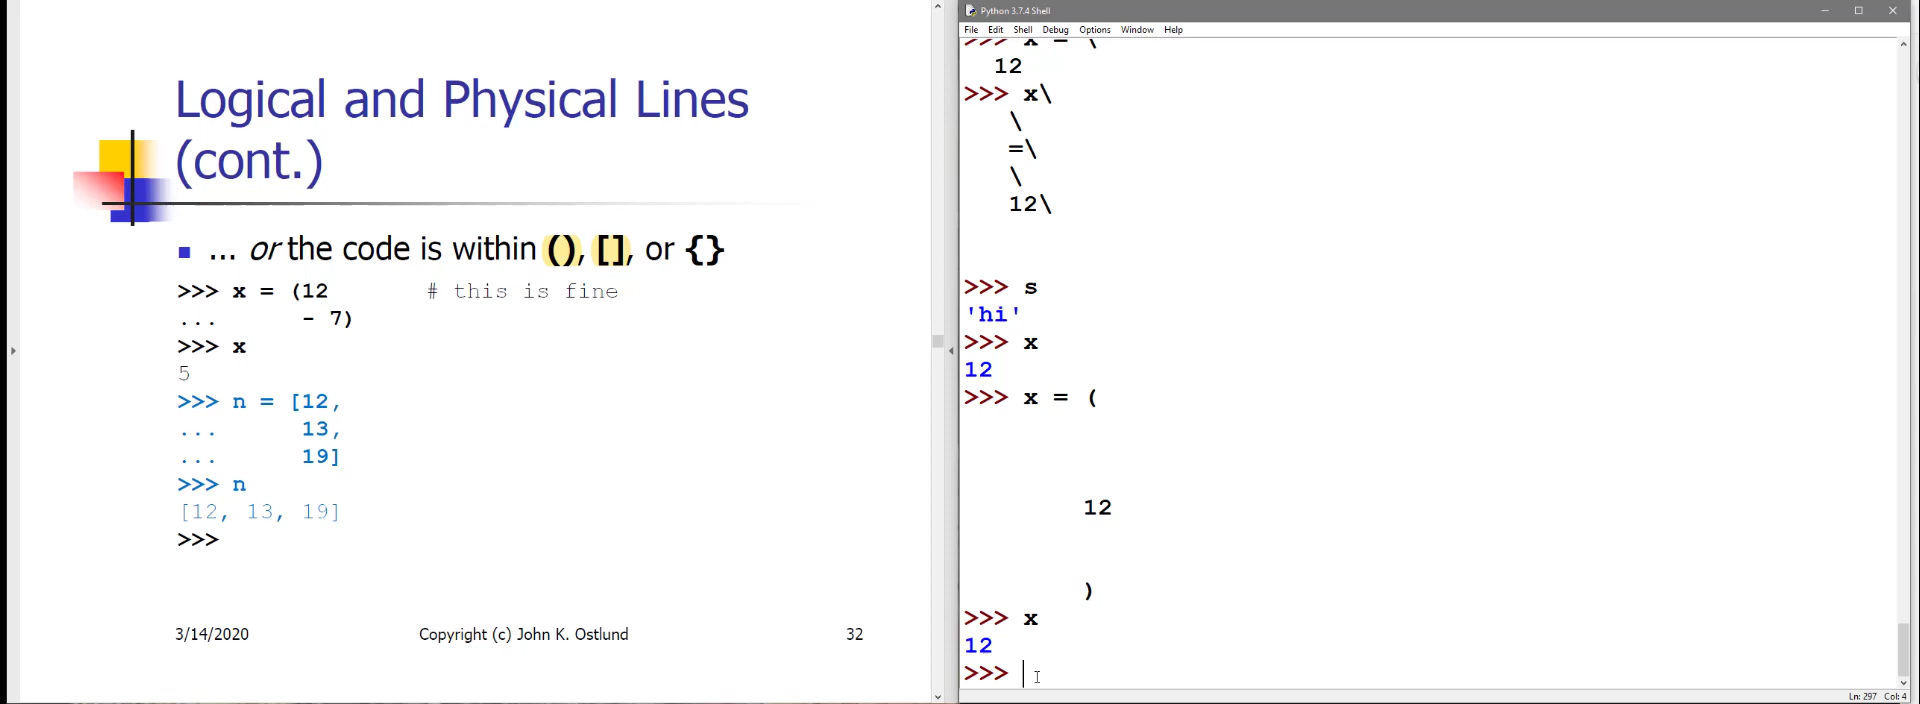 Logical and Physical Lines
(cont.)
... or the code is within (), [], or {}
>>> x = (12 # this is fine
... - 7)
>>> x
5
>>> n = [12,
... 13,
... 19]
>>> n
[12, 13, 19]
>>>
3/14/2020 Copyright (c) John K. Ostlund 32
Python 3.7.4 Shell
File Edit Shell Debug Options Window Help
>>> x = \
12
>>> x\
\
=\
\
12\
>>> s
'hi'
>>> x
12
>>> x = (
12
)
>>> x
12
>>>
Ln: 297 Col: 4